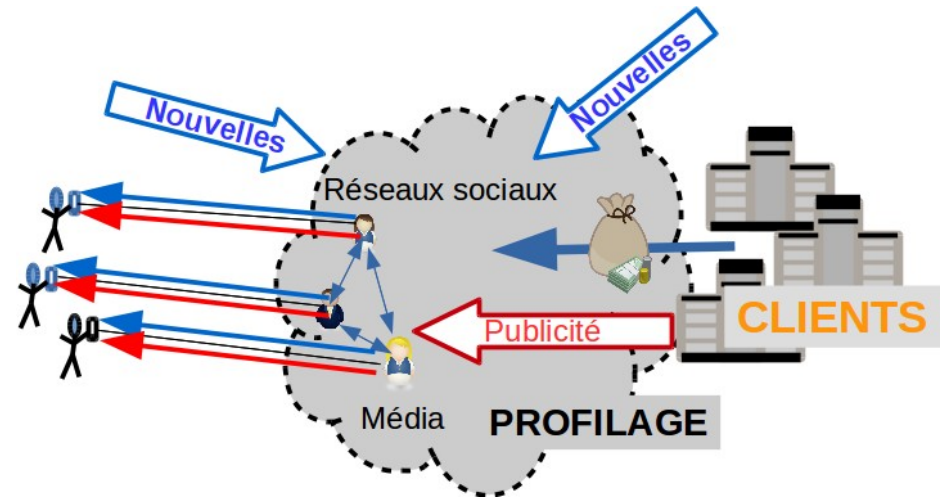 Nouvelles
Nouvelles
Réseaux sociaux
Publicité
CLIENTS
Média
PROFILAGE